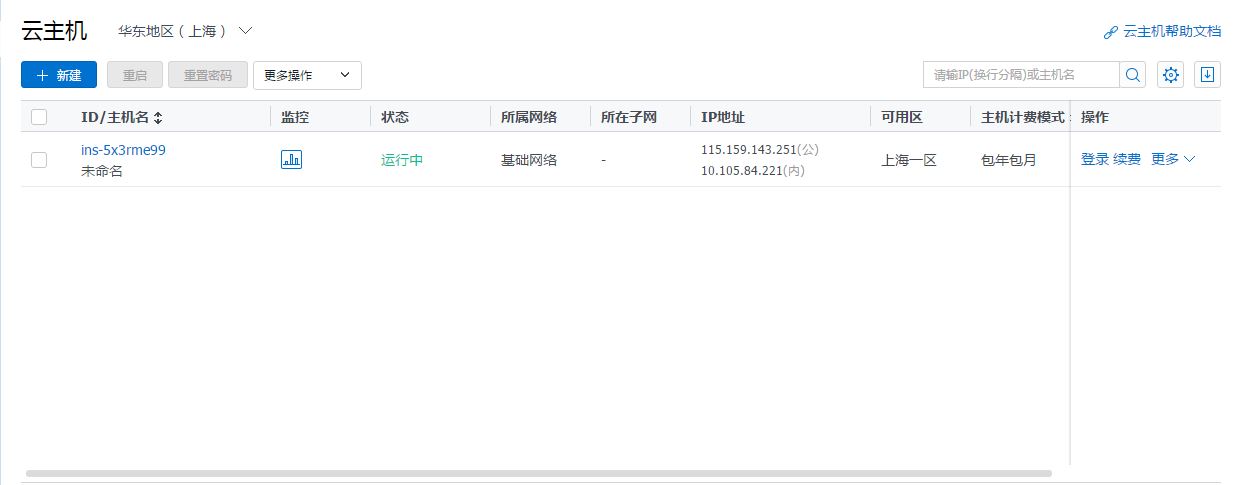 云主机 华东地区（上海） 云主机帮助文档
＋ 新建 重启 重置密码 更多操作 请输IP(换行分隔)或主机名
ID/主机名 监控 状态 所属网络 所在子网 IP地址 可用区 主机计费模式 操作
ins-5x3rme99 115.159.143.251(公)
运行中 基础网络 - 上海一区 包年包月 登录 续费 更多
未命名 10.105.84.221(内)